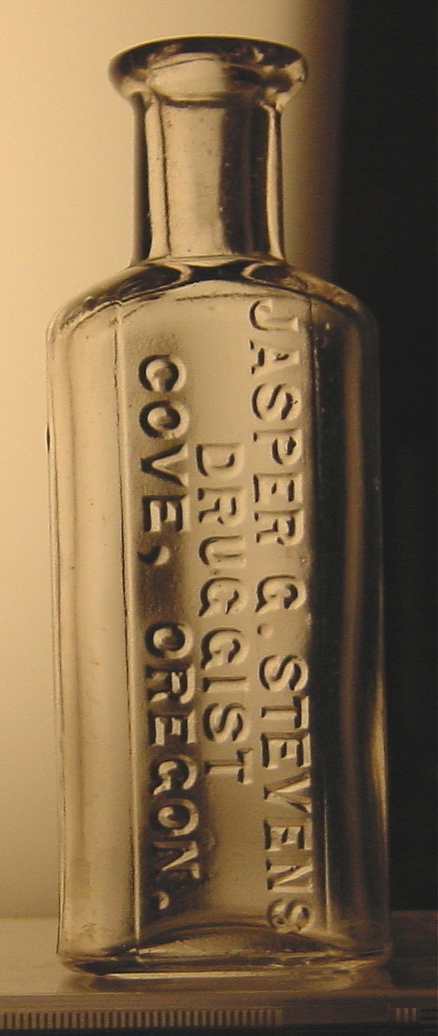 JASPER G. STEVENS
DRUGGIST
COVE, OREGON.